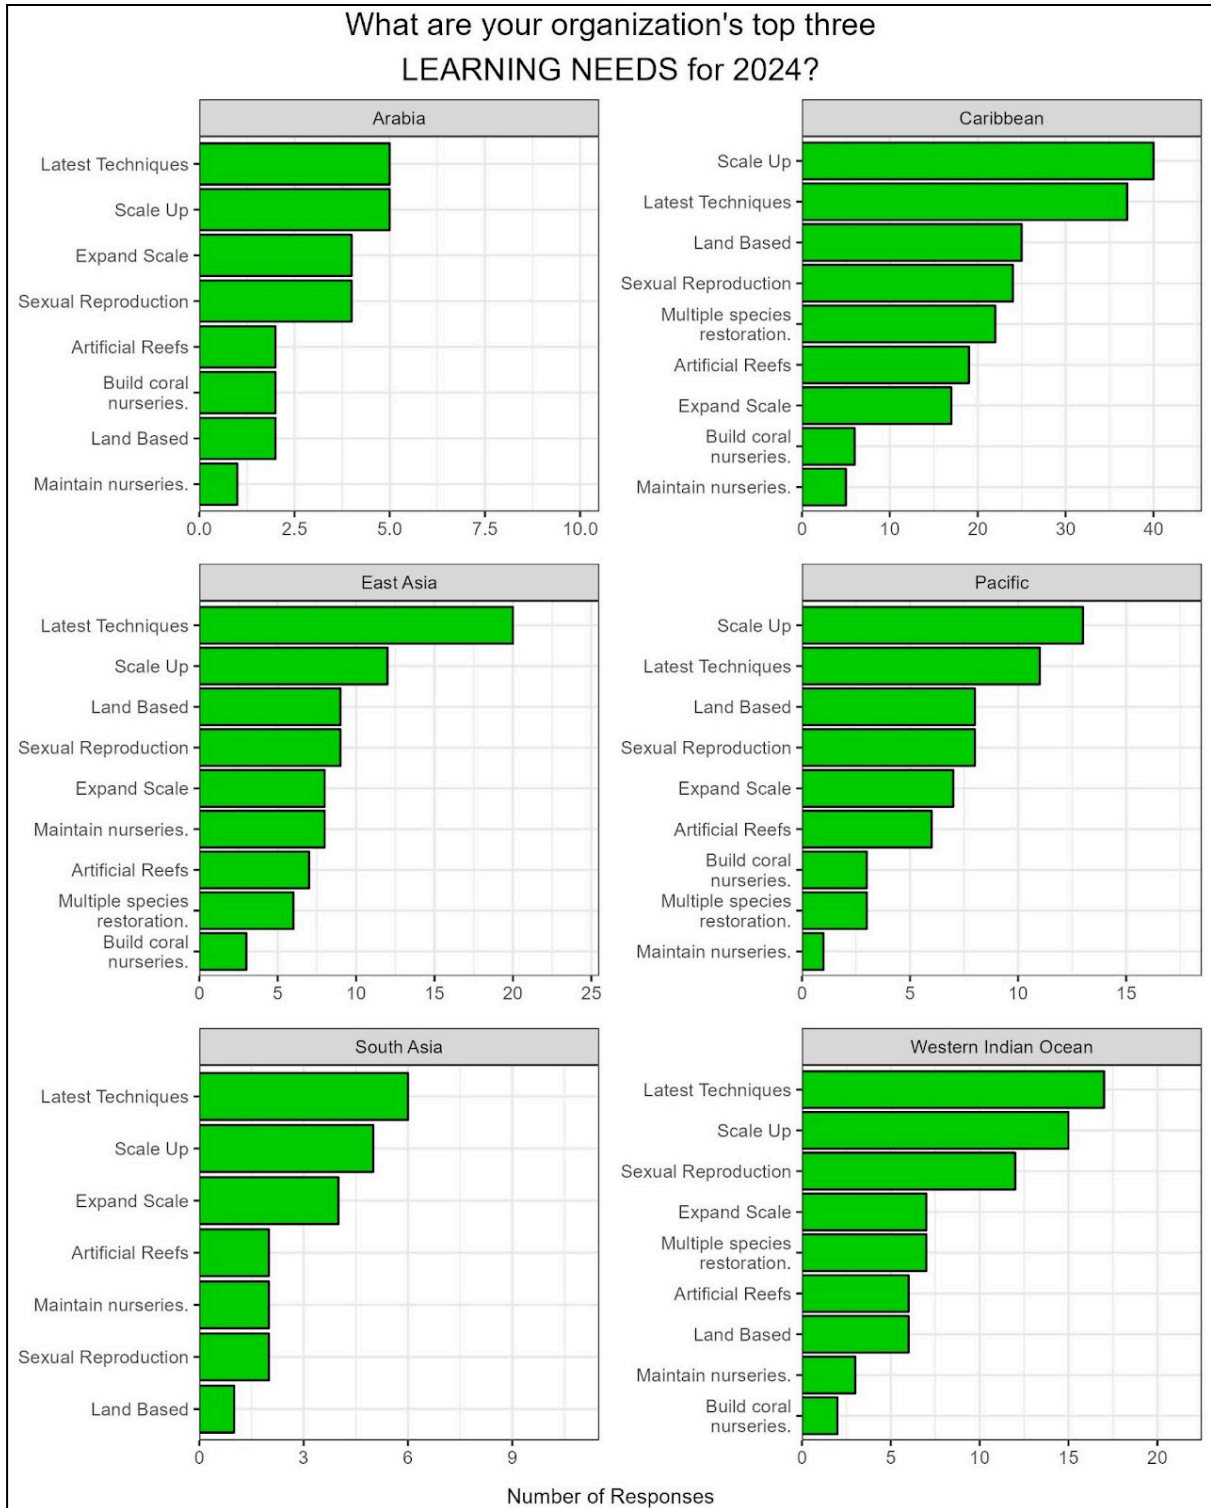 What are your organization's top three
LEARNING NEEDS for 2024?
Arabia
Latest Techniques
Scale Up
Expand Scale
Sexual Reproduction
Artificial Reefs
Build coral
nurseries.
Land Based
Maintain nurseries.
0.0 2.5 5.0 7.5 10.0
Caribbean
Scale Up
Latest Techniques
Land Based
Sexual Reproduction
Multiple species
restoration.
Artificial Reefs
Expand Scale
Build coral
nurseries.
Maintain nurseries.
0 10 20 30 40
East Asia
Latest Techniques
Scale Up
Land Based
Sexual Reproduction
Expand Scale
Maintain nurseries.
Artificial Reefs
Multiple species
restoration.
Build coral
nurseries.
0 5 10 15 20 25
Pacific
Scale Up
Latest Techniques
Land Based
Sexual Reproduction
Expand Scale
Artificial Reefs
Build coral
nurseries.
Multiple species
restoration.
Maintain nurseries.
0 5 10 15
South Asia
Latest Techniques
Scale Up
Expand Scale
Artificial Reefs
Maintain nurseries.
Sexual Reproduction
Land Based
0 3 6 9
Western Indian Ocean
Latest Techniques
Scale Up
Sexual Reproduction
Expand Scale
Multiple species
restoration.
Artificial Reefs
Land Based
Maintain nurseries.
Build coral
nurseries.
0 5 10 15 20
Number of Responses